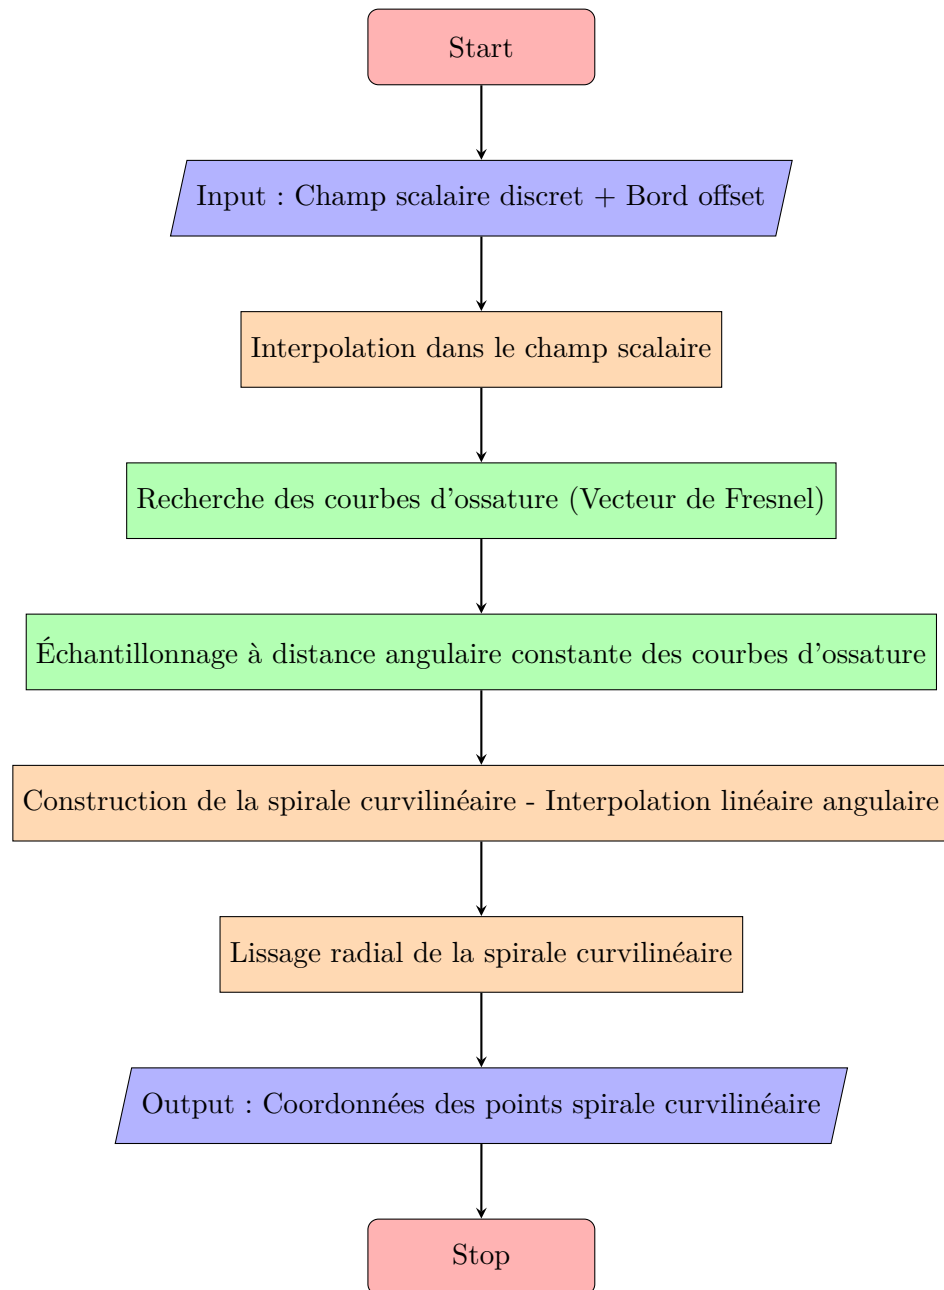 Start
Input : Champ scalaire discret + Bord offset
Interpolation dans le champ scalaire
Recherche des courbes d'ossature (Vecteur de Fresnel)
Échantillonnage à distance angulaire constante des courbes d'ossature
Construction de la spirale curvilinéaire - Interpolation linéaire angulaire
Lissage radial de la spirale curvilinéaire
Output : Coordonnées des points spirale curvilinéaire
Stop